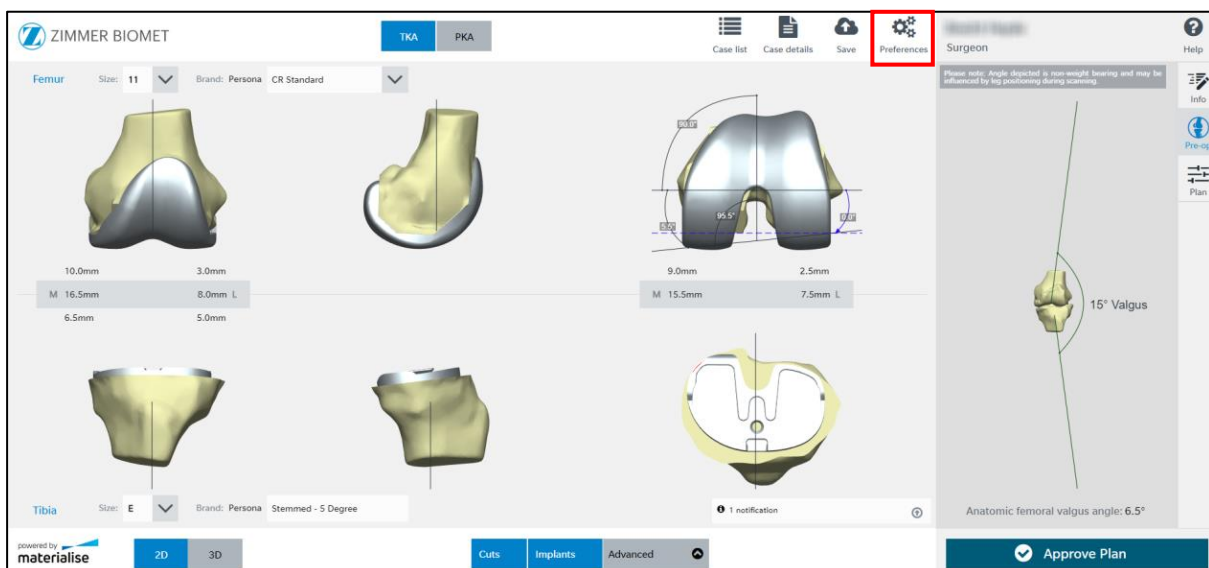 ZIMMER BIOMET
TKA PKA
Case list Case details Save Preferences
Surgeon
Help
Femur Size: 11 Brand: Persona CR Standard
Please note: Angle depicted is non-weight bearing and may be
influenced by leg positioning during scanning.
Info
Pre-op
Plan
90.0°
95.5°
5.5°
0.0°
10.0mm 3.0mm
M 16.5mm 8.0mm L
6.5mm 5.0mm
9.0mm 2.5mm
M 15.5mm 7.5mm L
15° Valgus
Tibia Size: E Brand: Persona Stemmed - 5 Degree
1 notification
Anatomic femoral valgus angle: 6.5°
powered by
materialise
2D 3D
Cuts Implants Advanced
Approve Plan